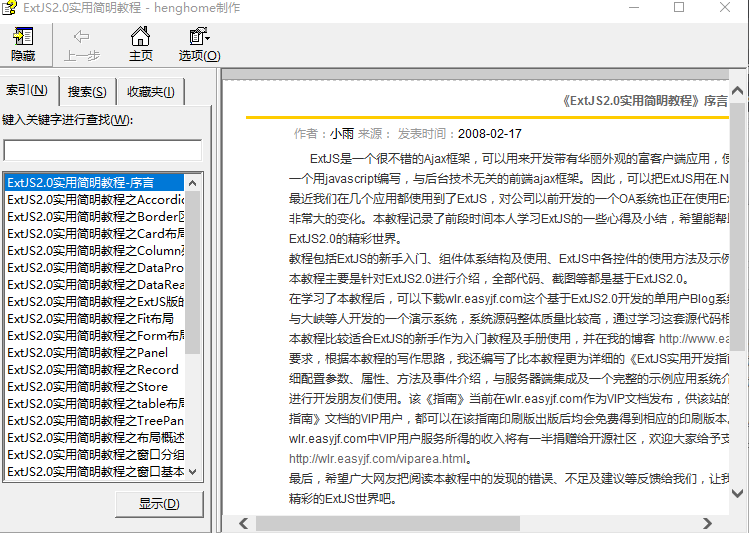 ExtJS2.0实用简明教程 - henghome制作
隐藏
上一步
主页
选项(O)
索引(N)
搜索(S)
收藏夹(I)
键入关键字进行查找(W):
ExtJS2.0实用简明教程-序言
ExtJS2.0实用简明教程之Accordic
ExtJS2.0实用简明教程之Border区
ExtJS2.0实用简明教程之Card布局
ExtJS2.0实用简明教程之Column
ExtJS2.0实用简明教程之DataPro
ExtJS2.0实用简明教程之DataRea
ExtJS2.0实用简明教程之ExtJS版的
ExtJS2.0实用简明教程之Fit布局
ExtJS2.0实用简明教程之Form布局
ExtJS2.0实用简明教程之Panel
ExtJS2.0实用简明教程之Record
ExtJS2.0实用简明教程之Store
ExtJS2.0实用简明教程之table布局
ExtJS2.0实用简明教程之TreePan
ExtJS2.0实用简明教程之布局概述
ExtJS2.0实用简明教程之窗口分组
ExtJS2.0实用简明教程之窗口基本
显示(D)
《ExtJS2.0实用简明教程》序言
作者：小雨 来源： 发表时间：2008-02-17
ExtJS是一个很不错的Ajax框架，可以用来开发带有华丽外观的富客户端应用，使
一个用javascript编写，与后台技术无关的前端ajax框架。因此，可以把ExtJS用在.N
最近我们在几个应用都使用到了ExtJS，对公司以前开发的一个OA系统也正在使用Ex
非常大的变化。本教程记录了前段时间本人学习ExtJS的一些心得及小结，希望能帮
ExtJS2.0的精彩世界。
教程包括ExtJS的新手入门、组件体系结构及使用、ExtJS中各控件的使用方法及示例
本教程主要是针对ExtJS2.0进行介绍，全部代码、截图等都是基于ExtJS2.0。
在学习了本教程后，可以下载wlr.easyjf.com这个基于ExtJS2.0开发的单用户Blog系
与大峡等人开发的一个演示系统，系统源码整体质量比较高，通过学习这套源代码相
本教程比较适合ExtJS的新手作为入门教程及手册使用，并在我的博客 http://www.ea
要求，根据本教程的写作思路，我还编写了比本教程更为详细的《ExtJS实用开发指
细配置参数、属性、方法及事件介绍，与服务器端集成及一个完整的示例应用系统介
进行开发朋友们使用。该《指南》当前在wlr.easyjf.com作为VIP文档发布，供该站的
指南》文档的VIP用户，都可以在该指南印刷版出版后均会免费得到相应的印刷版本。
wlr.easyjf.com中VIP用户服务所得的收入将有一半捐赠给开源社区，欢迎大家给予支
http://wlr.easyjf.com/viparea.html。
最后，希望广大网友把阅读本教程中的发现的错误、不足及建议等反馈给我们，让我
精彩的ExtJS世界吧。